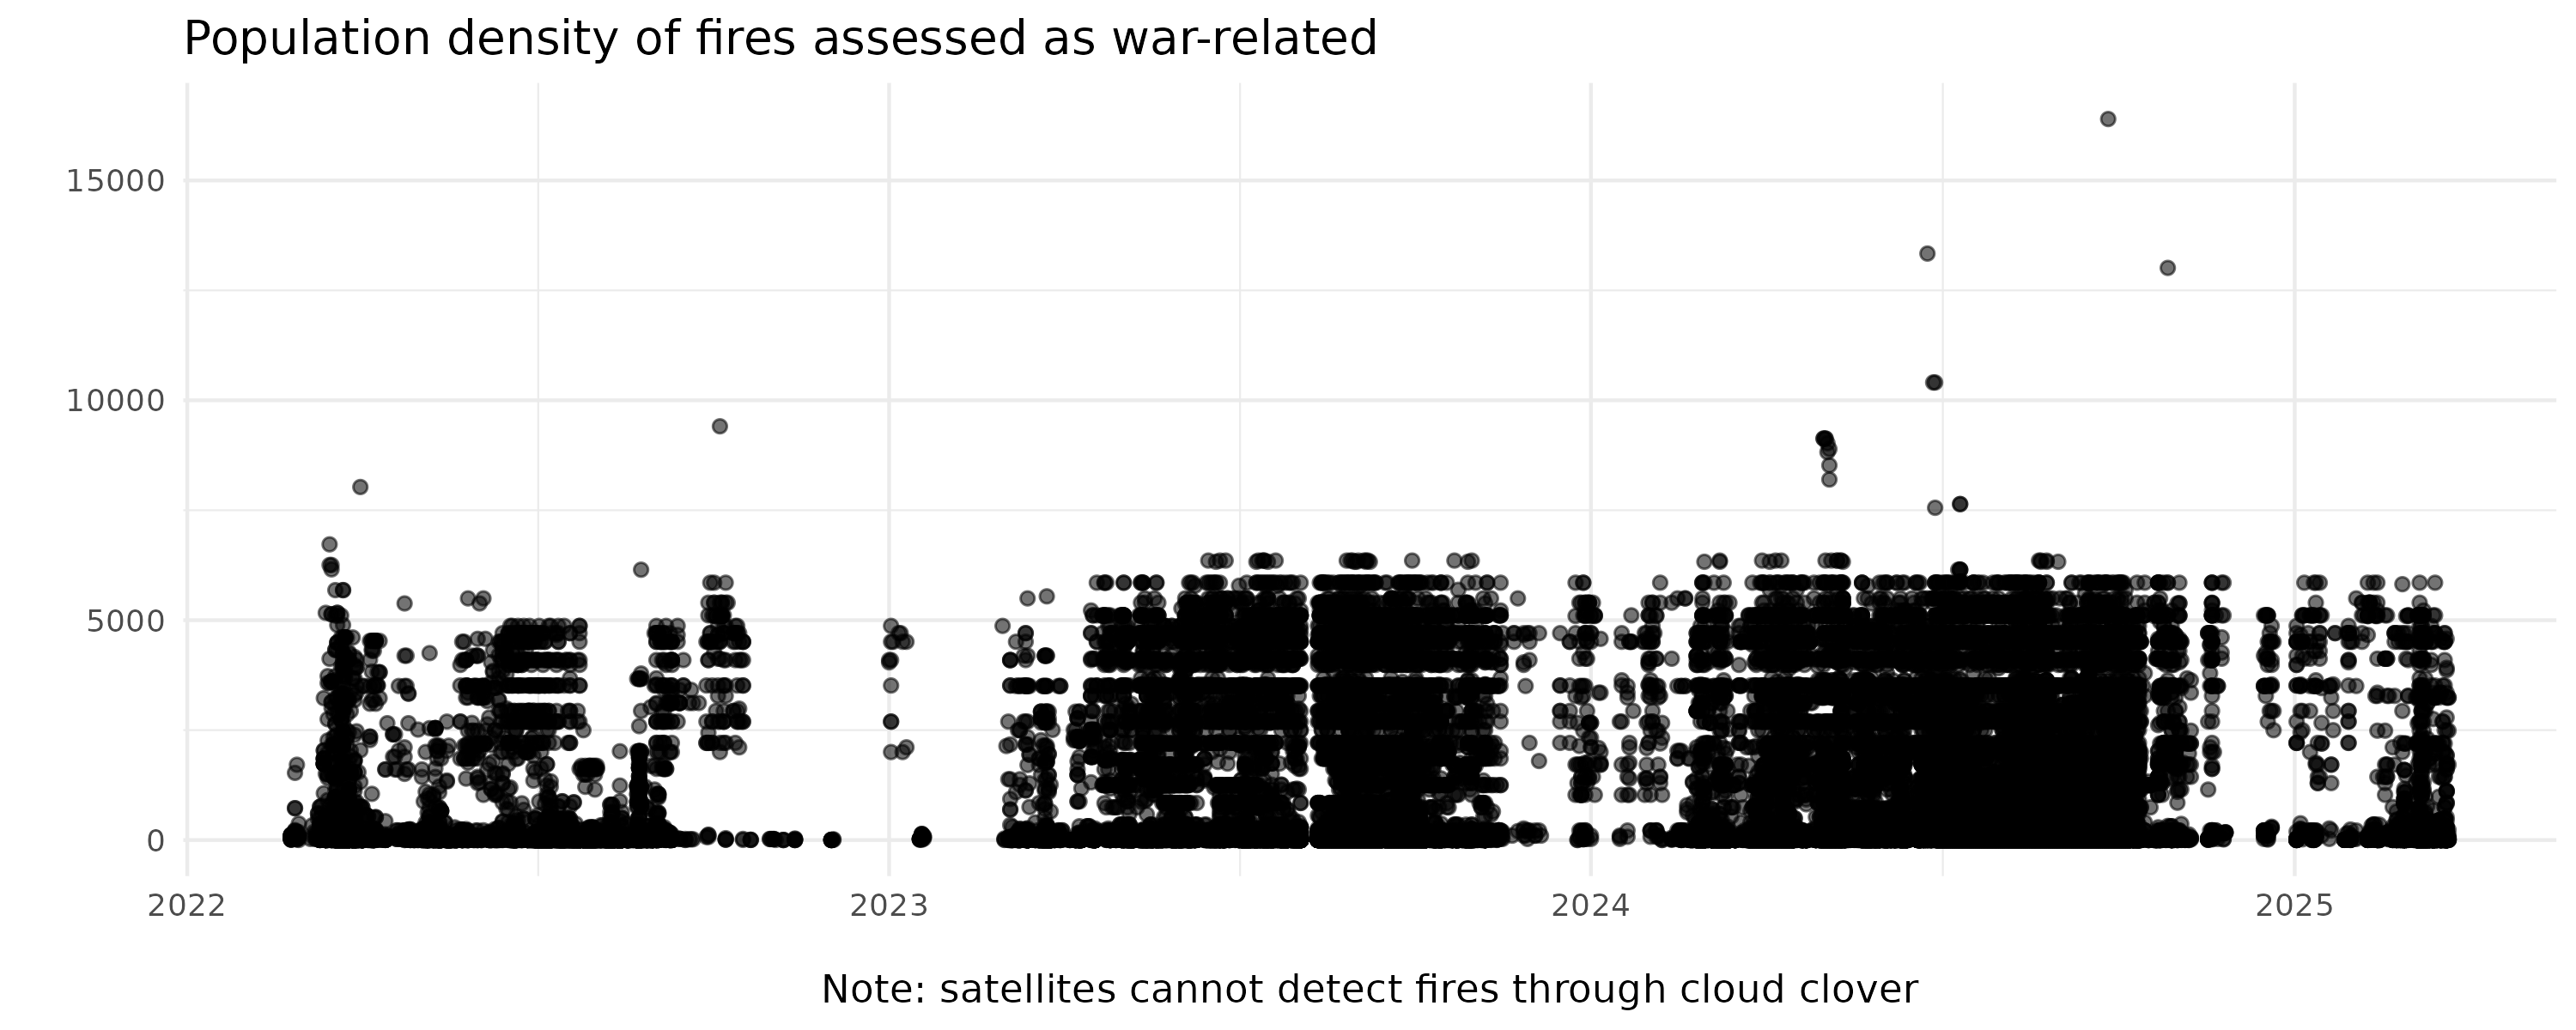 Population density of fires assessed as war-related
15000
10000
5000
0
2022 2023 2024 2025
Note: satellites cannot detect fires through cloud clover